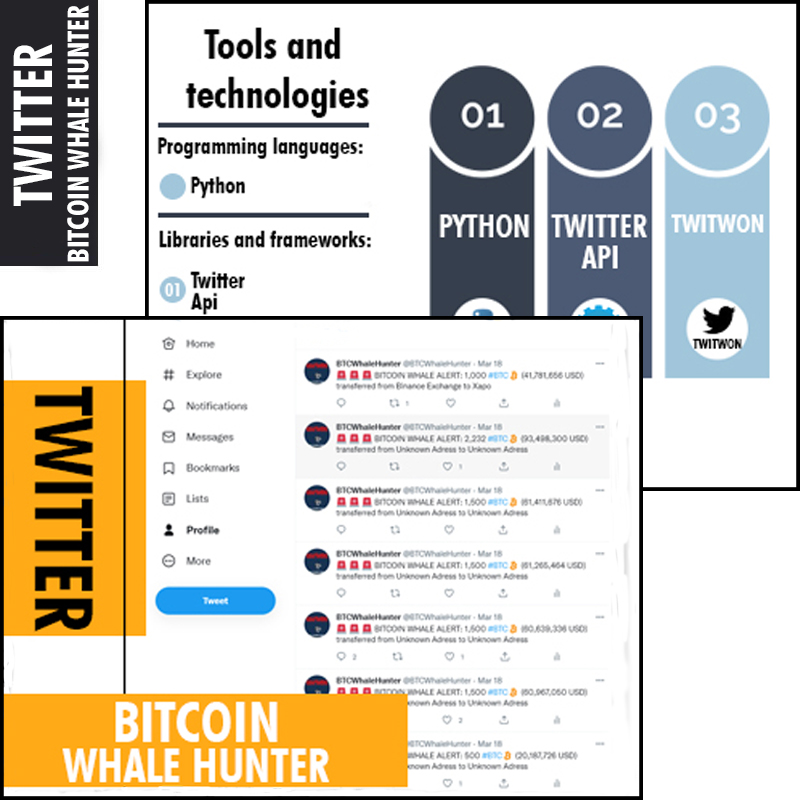 TWITTER
BITCOIN WHALE HUNTER
Tools and
technologies
Programming languages:
Python
Libraries and frameworks:
01 Twitter
Api
01
PYTHON
02
TWITTER
API
03
TWITWON
TWITWON
TWITTER
Home
Explore
Notifications
Messages
Bookmarks
Lists
Profile
More
Tweet
BTCWhaleHunter @BTCWhaleHunter · Mar 18
BITCOIN WHALE ALERT: 1,000 #BTC (41,781,656 USD)
transferred from Binance Exchange to Xapo
1
BTCWhaleHunter @BTCWhaleHunter · Mar 18
BITCOIN WHALE ALERT: 2,232 #BTC (93,498,300 USD)
transferred from Unknown Adress to Unknown Adress
1
BTCWhaleHunter @BTCWhaleHunter · Mar 18
BITCOIN WHALE ALERT: 1,500 #BTC (61,411,676 USD)
transferred from Unknown Adress to Unknown Adress
BTCWhaleHunter @BTCWhaleHunter · Mar 18
BITCOIN WHALE ALERT: 1,500 #BTC (61,265,464 USD)
transferred from Unknown Adress to Unknown Adress
BTCWhaleHunter @BTCWhaleHunter · Mar 18
BITCOIN WHALE ALERT: 1,500 #BTC (60,639,336 USD)
transferred from Unknown Adress to Unknown Adress
2 1
BTCWhaleHunter @BTCWhaleHunter · Mar 18
BITCOIN WHALE ALERT: 1,500 #BTC (60,967,050 USD)
Adress to Unknown Adress
2
@BTCWhaleHunter · Mar 18
WHALE ALERT: 500 #BTC (20,187,726 USD)
Adress to Unknown Adress
1
BITCOIN
WHALE HUNTER